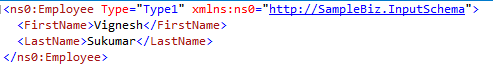 <ns0:Employee Type="Type1" xmlns:ns0="http://SampleBiz.InputSchema">
<FirstName>Vignesh</FirstName>
<LastName>Sukumar</LastName>
</ns0:Employee>